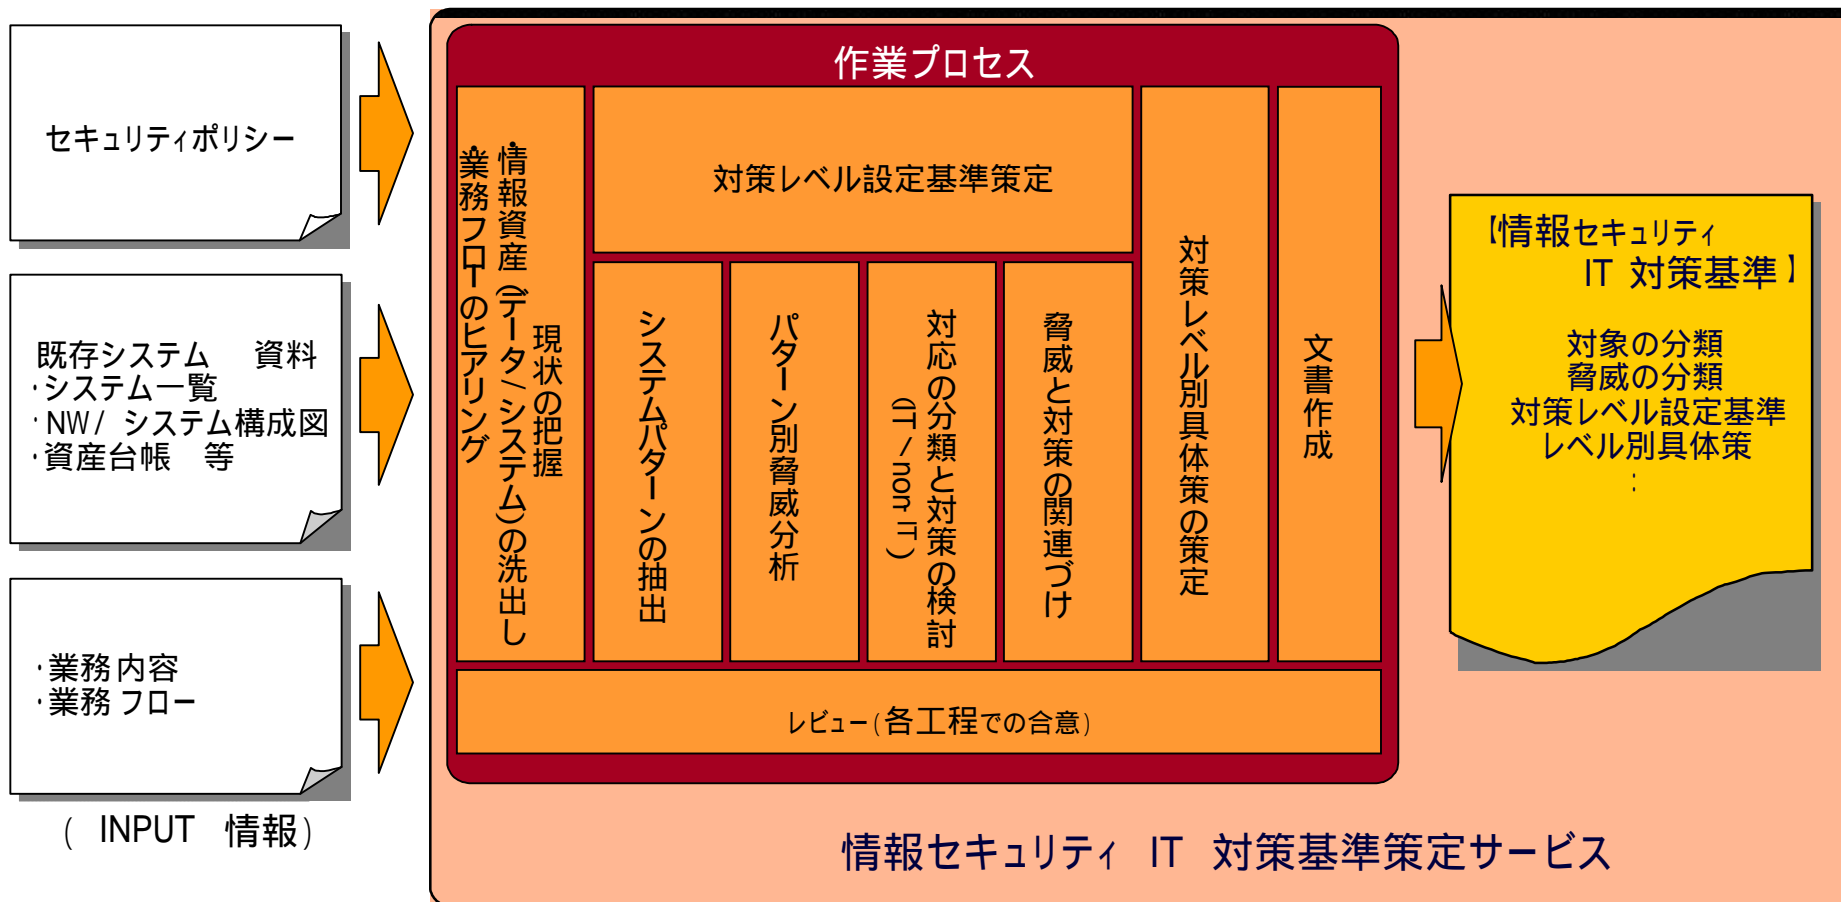 セキュリティポリシー
既存システム 資料
・システム一覧
・NW/ システム構成図
・資産台帳 等
・業務内容
・業務フロー
( INPUT 情報)
作業プロセス
現状の把握
・情報資産(データ/システム)の洗出し
・業務フローのヒアリング
対策レベル設定基準策定
システムパターンの抽出
パターン別脅威分析
対応の分類と対策の検討
(IT/non IT)
脅威と対策の関連づけ
対策レベル別具体策の策定
文書作成
レビュー(各工程での合意)
【情報セキュリティ
IT 対策基準】
対象の分類
脅威の分類
対策レベル設定基準
レベル別具体策
:
情報セキュリティ IT 対策基準策定サービス